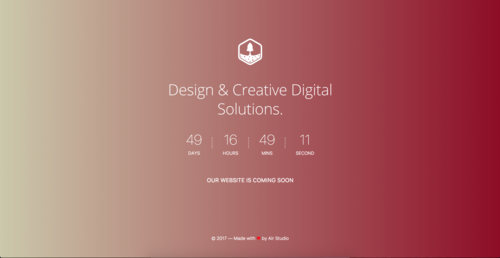 Design & Creative Digital
Solutions.
49 16 49 11
DAYS HOURS MINS SECOND
OUR WEBSITE IS COMING SOON
© 2017 — Made with ♥ by Air Studio